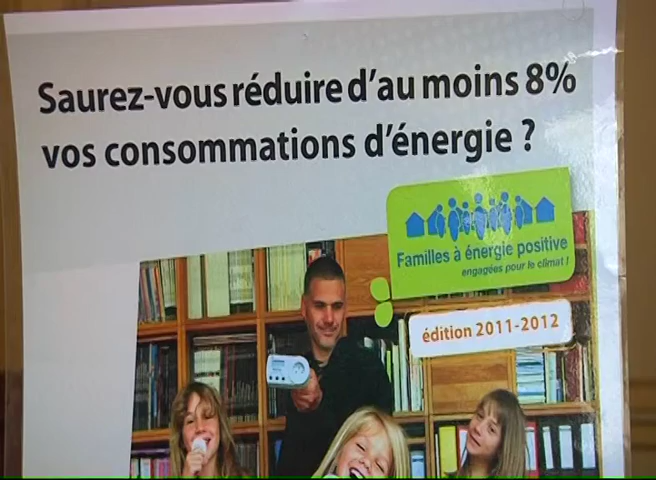 Saurez-vous réduire d'au moins 8%
vos consommations d'énergie ?
Familles à énergie positive
engagées pour le climat !
édition 2011-2012